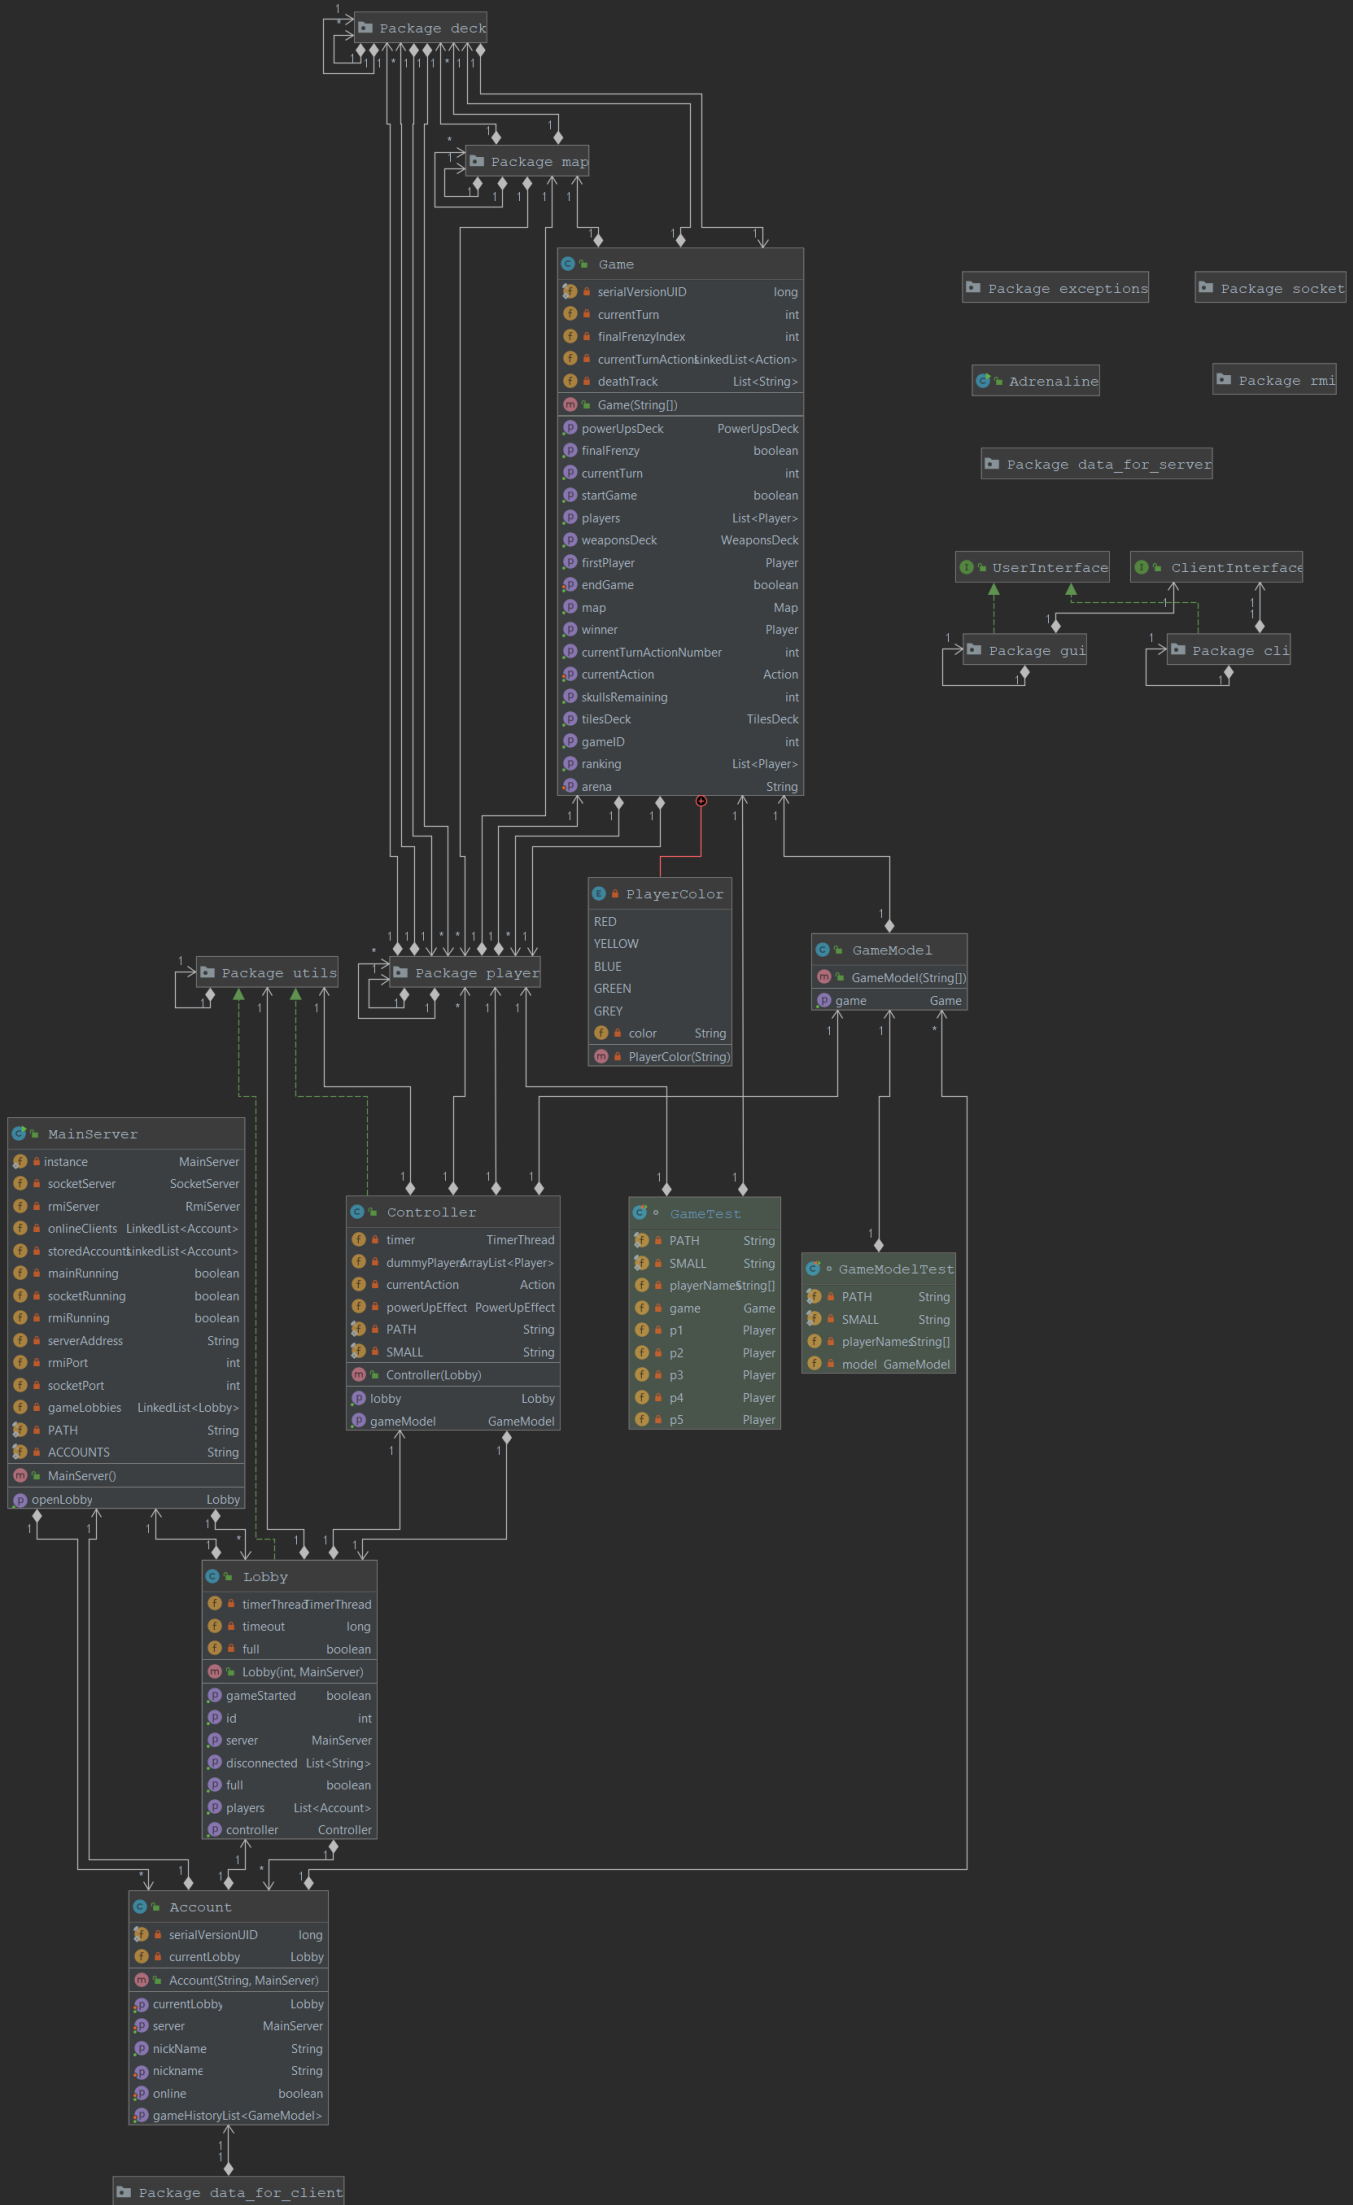 Package deck
Package map
Game
serialVersionUID long
currentTurn int
finalFrenzyIndex int
currentTurnActions LinkedList<Action>
deathTrack List<String>
Game(String[])
powerUpsDeck PowerUpsDeck
finalFrenzy boolean
currentTurn int
startGame boolean
players List<Player>
weaponsDeck WeaponsDeck
firstPlayer Player
endGame boolean
map Map
winner Player
currentTurnActionNumber int
currentAction Action
skullsRemaining int
tilesDeck TilesDeck
gameID int
ranking List<Player>
arena String
Package exceptions
Package socket
Adrenaline
Package rmi
Package data_for_server
UserInterface
ClientInterface
Package gui
Package cli
PlayerColor
RED
YELLOW
BLUE
GREEN
GREY
color String
PlayerColor(String)
GameModel
GameModel(String[])
game Game
Package utils
Package player
MainServer
instance MainServer
socketServer SocketServer
rmiServer RmiServer
onlineClients LinkedList<Account>
storedAccounts LinkedList<Account>
mainRunning boolean
socketRunning boolean
rmiRunning boolean
serverAddress String
rmiPort int
socketPort int
gameLobbies LinkedList<Lobby>
PATH String
ACCOUNTS String
MainServer()
openLobby Lobby
Controller
timer TimerThread
dummyPlayers ArrayList<Player>
currentAction Action
powerUpEffect PowerUpEffect
PATH String
SMALL String
Controller(Lobby)
lobby Lobby
gameModel GameModel
GameTest
PATH String
SMALL String
playerNames String[]
game Game
p1 Player
p2 Player
p3 Player
p4 Player
p5 Player
GameModelTest
PATH String
SMALL String
playerNames String[]
model GameModel
Lobby
timerThread TimerThread
timeout long
full boolean
Lobby(int, MainServer)
gameStarted boolean
id int
server MainServer
disconnected List<String>
full boolean
players List<Account>
controller Controller
Account
serialVersionUID long
currentLobby Lobby
Account(String, MainServer)
currentLobby Lobby
server MainServer
nickName String
nickname String
online boolean
gameHistory List<GameModel>
Package data_for_client